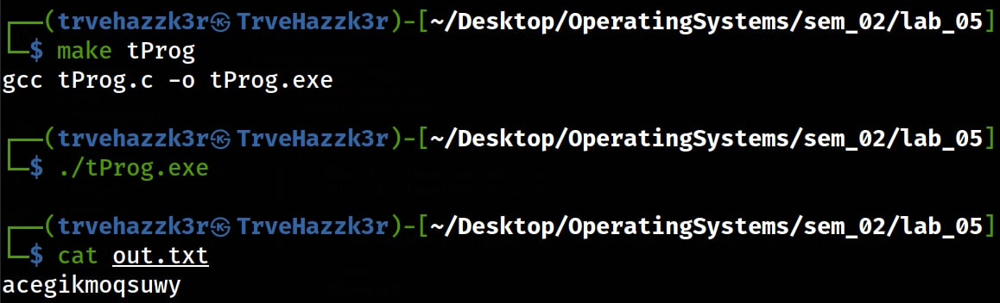 (trvehazzk3r㉿TrveHazzk3r)-[~/Desktop/OperatingSystems/sem_02/lab_05]
$ make tProg
gcc tProg.c -o tProg.exe
(trvehazzk3r㉿TrveHazzk3r)-[~/Desktop/OperatingSystems/sem_02/lab_05]
$ ./tProg.exe
(trvehazzk3r㉿TrveHazzk3r)-[~/Desktop/OperatingSystems/sem_02/lab_05]
$ cat out.txt
acegikmoqsuwy